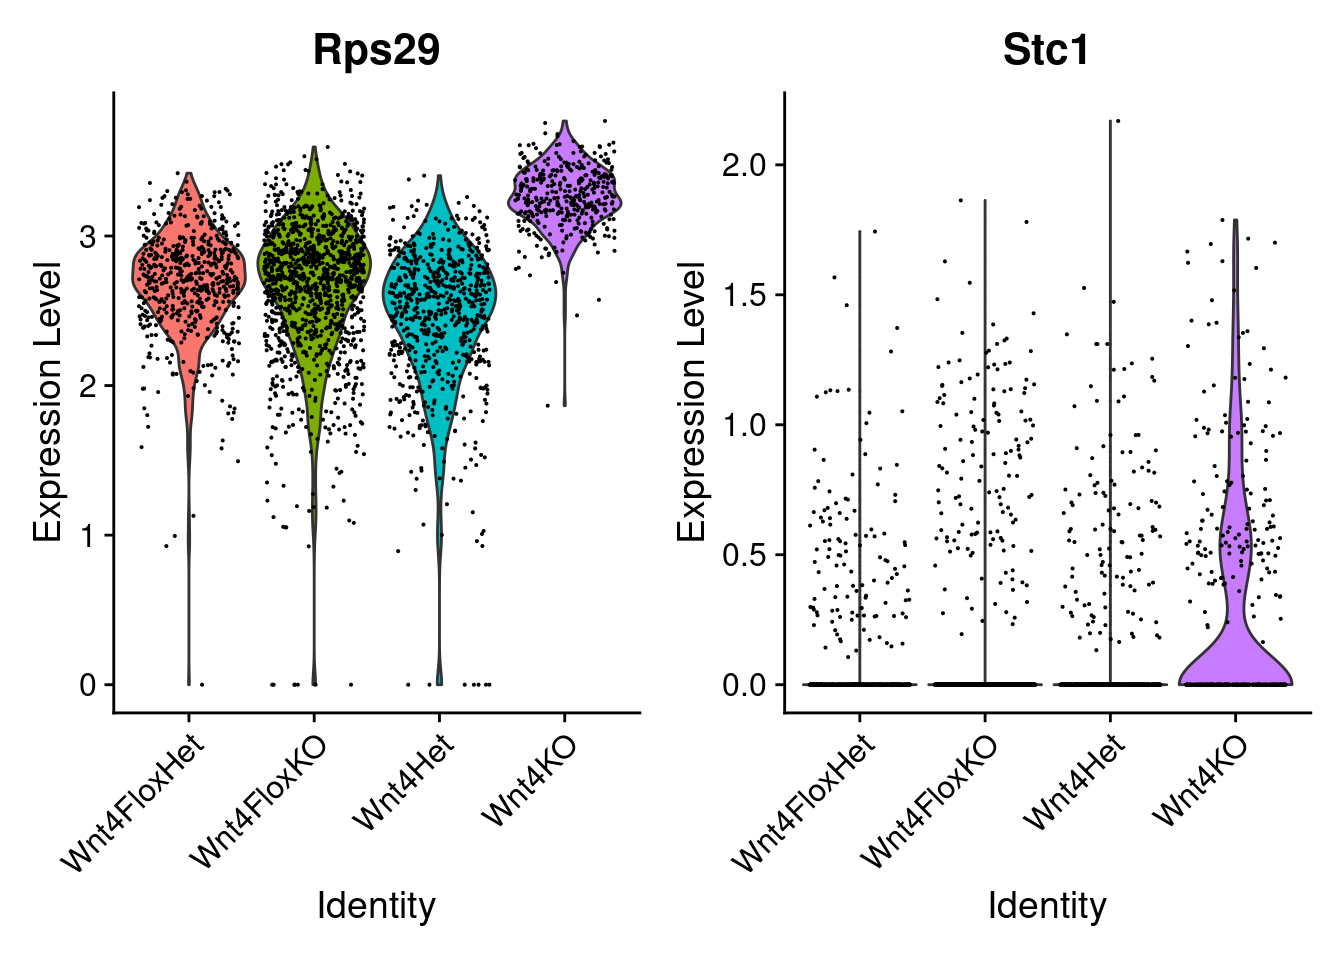 Rps29
Expression Level
3
2
1
0
Wnt4FloxHet
Wnt4FloxKO
Wnt4Het
Wnt4KO
Identity
Stc1
Expression Level
2.0
1.5
1.0
0.5
0.0
Wnt4FloxHet
Wnt4FloxKO
Wnt4Het
Wnt4KO
Identity